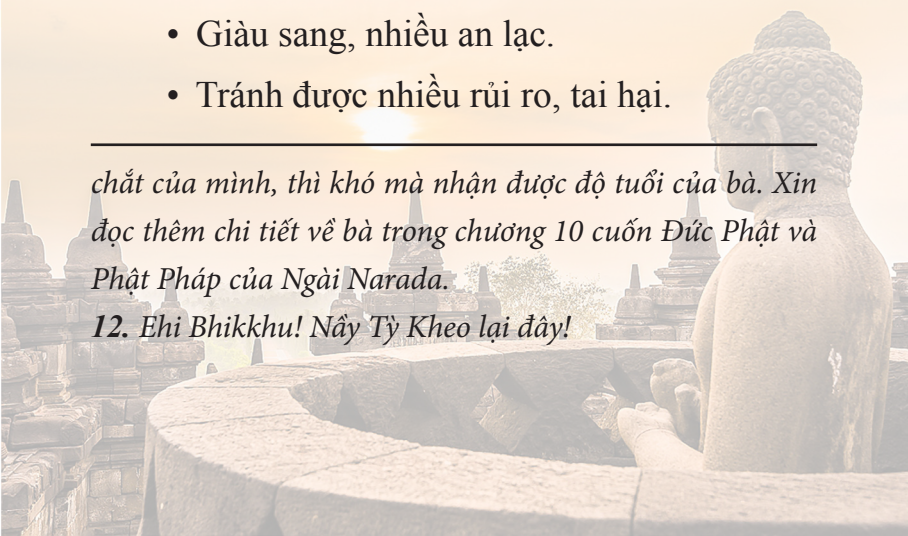 • Giàu sang, nhiều an lạc.
• Tránh được nhiều rủi ro, tai hại.
chắt của mình, thì khó mà nhận được độ tuổi của bà. Xin
đọc thêm chi tiết về bà trong chương 10 cuốn Đức Phật và
Phật Pháp của Ngài Narada.
12. Ehi Bhikkhu! Nầy Tỳ Kheo lại đây!